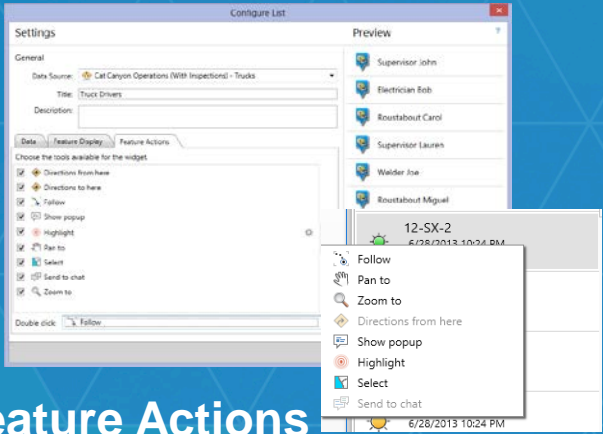 Configure List
Settings
Preview
?
General
Data Source: Cat Canyon Operations (With Inspections) - Trucks
Title: Truck Drivers
Description:
Data
Feature Display
Feature Actions
Choose the tools available for the widget.
Directions from here
Directions to here
Follow
Show popup
Highlight
Pan to
Select
Send to chat
Zoom to
Double click: Follow
Supervisor John
Electrician Bob
Roustabout Carol
Supervisor Lauren
Welder Joe
Roustabout Miguel
12-SX-2
6/28/2013 10:24 PM
Follow
Pan to
Zoom to
Directions from here
Show popup
Highlight
Select
Send to chat
6/28/2013 10:24 PM
eature Actions